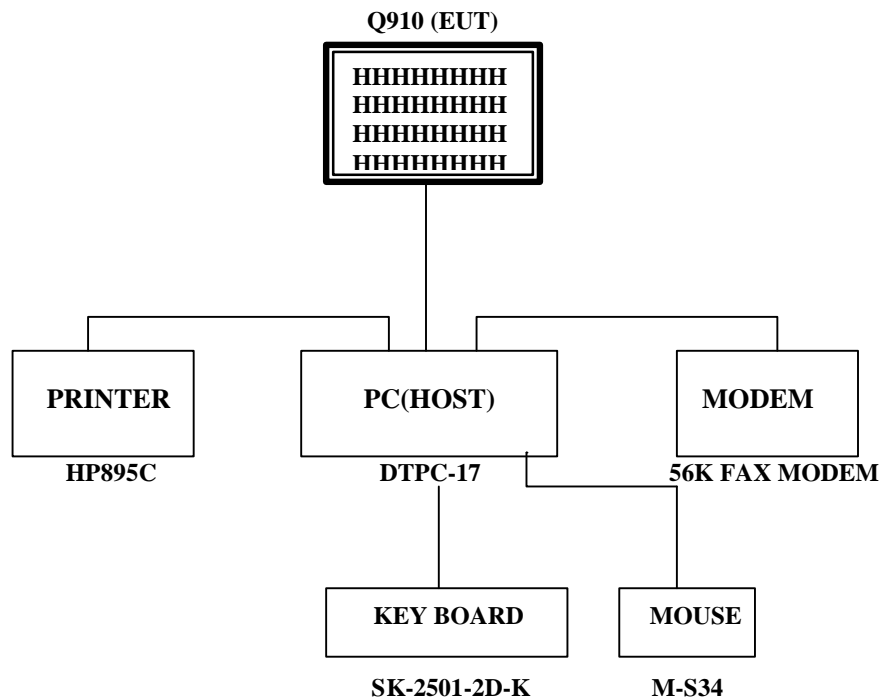 Q910 (EUT)
HHHHHHHH
HHHHHHHH
HHHHHHHH
HHHHHHHH
PRINTER
PC(HOST)
MODEM
HP895C
DTPC-17
56K FAX MODEM
KEY BOARD
MOUSE
SK-2501-2D-K
M-S34